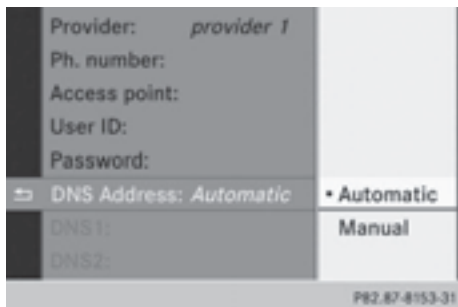 Provider: provider 1
Ph. number:
Access point:
User ID:
Password:
DNS Address: Automatic
• Automatic
Manual
DNS1:
DNS2:
P82.87-8153-31